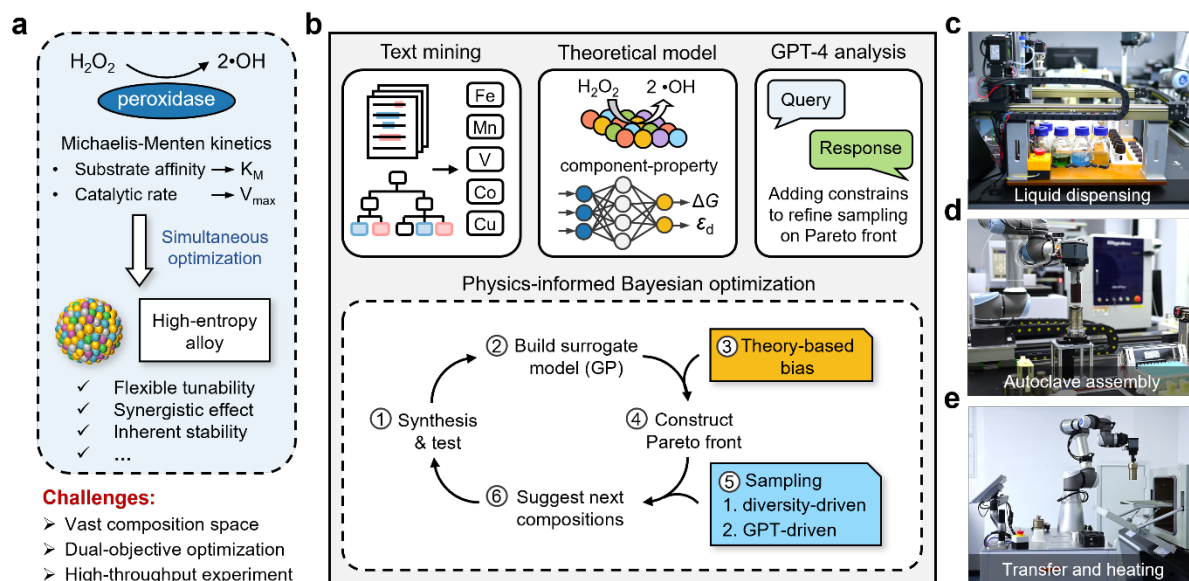 a
H₂O₂
2•OH
peroxidase
Michaelis-Menten kinetics
• Substrate affinity → K_M
• Catalytic rate → V_max
Simultaneous
optimization
High-entropy
alloy
✓ Flexible tunability
✓ Synergistic effect
✓ Inherent stability
✓ ...
Challenges:
➢ Vast composition space
➢ Dual-objective optimization
➢ High-throughput experiment
b
Text mining
Fe
Mn
V
Co
Cu
Theoretical model
H₂O₂
2 •OH
component-property
ΔG
ε_d
GPT-4 analysis
Query
Response
Adding constrains
to refine sampling
on Pareto front
Physics-informed Bayesian optimization
① Synthesis
& test
② Build surrogate
model (GP)
③ Theory-based
bias
④ Construct
Pareto front
⑤ Sampling
1. diversity-driven
2. GPT-driven
⑥ Suggest next
compositions
c
Liquid dispensing
d
Autoclave assembly
e
Transfer and heating